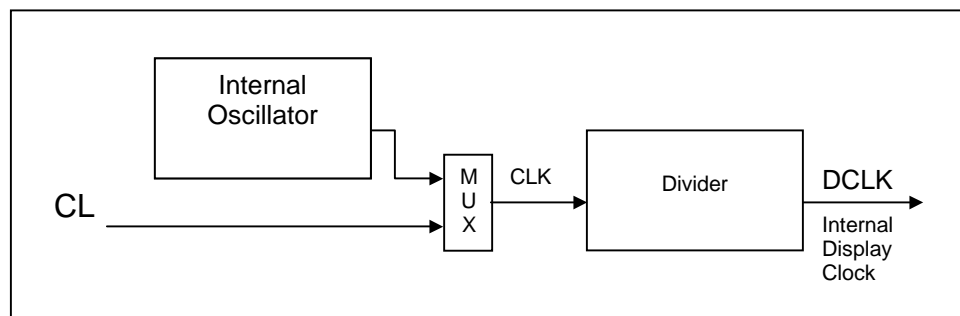 Internal
Oscillator
CL
M
U
X
CLK
Divider
DCLK
Internal
Display
Clock